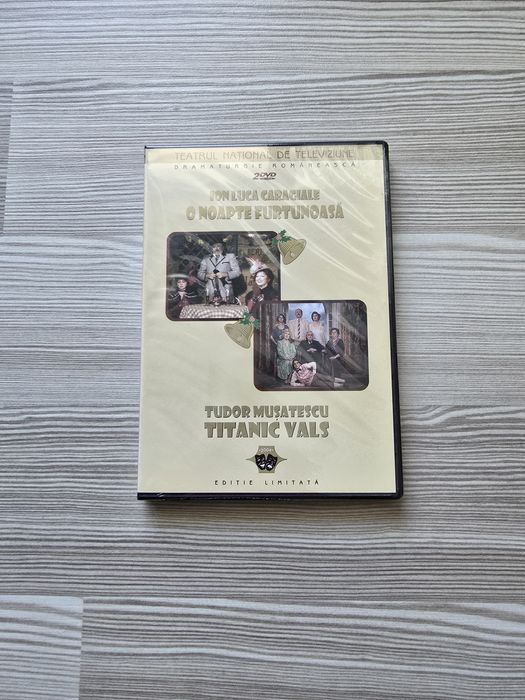 TEATRUL NAȚIONAL DE TELEVIZIUNE
DRAMATURGIE ROMÂNEASCĂ
2DVD
ION LUCA CARAGIALE
O NOAPTE FURTUNOASĂ
TUDOR MUȘATESCU
TITANIC VALS
EDIȚIE LIMITATĂ